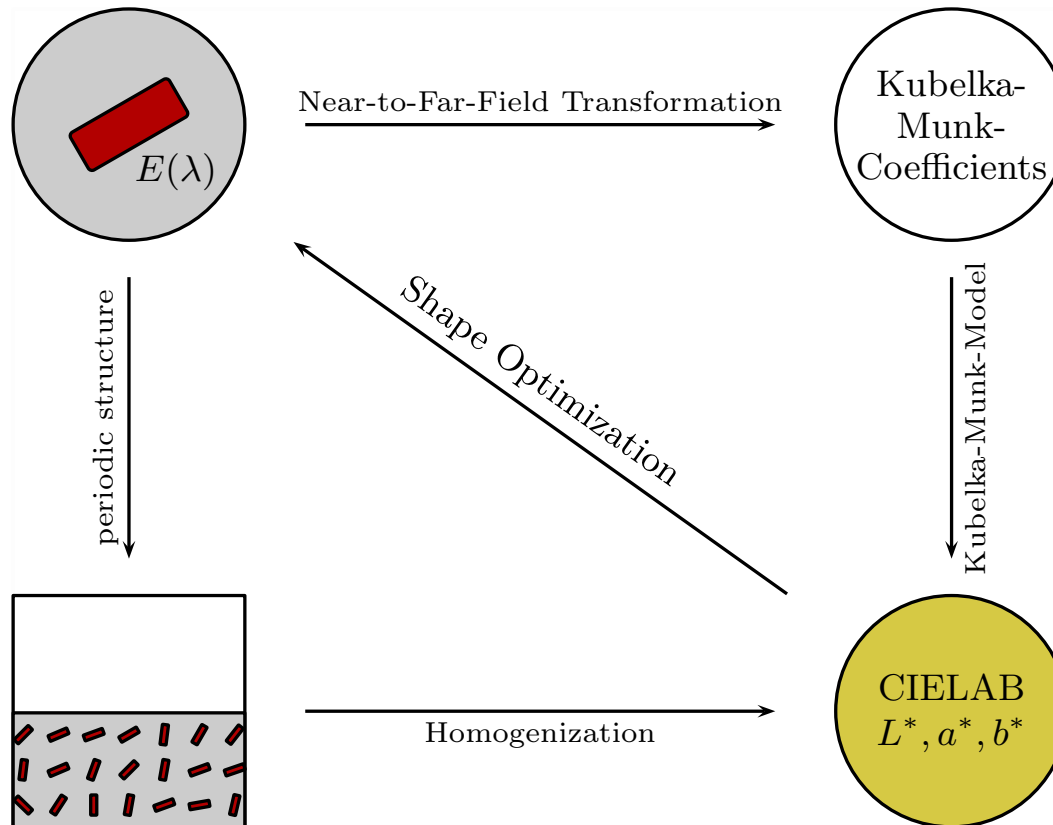 Near-to-Far-Field Transformation
E(λ)
Kubelka-
Munk-
Coefficients
periodic structure
Shape Optimization
Kubelka-Munk-Model
Homogenization
CIELAB
L*, a*, b*